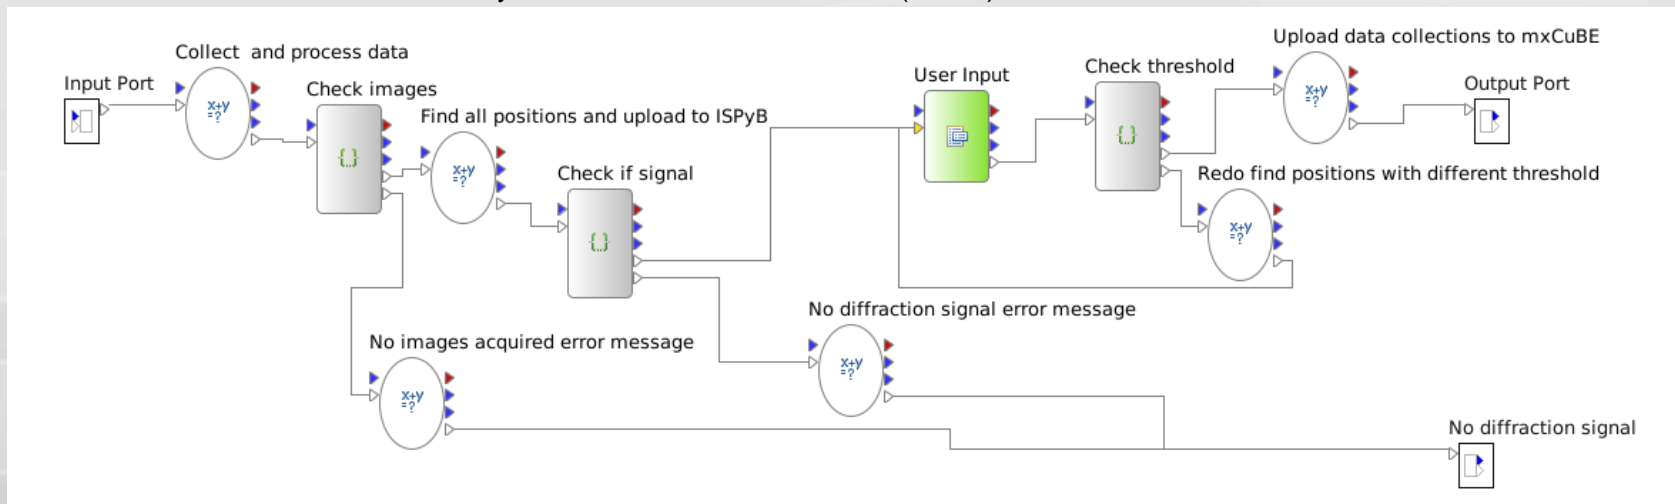 Upload data collections to mxCuBE
Collect and process data
Check threshold
User Input
Input Port
Output Port
Check images
Find all positions and upload to ISPyB
Check if signal
Redo find positions with different threshold
x+y
=?
{..}
x+y
=?
{..}
{..}
x+y
=?
x+y
=?
No diffraction signal error message
No images acquired error message
x+y
=?
x+y
=?
No diffraction signal